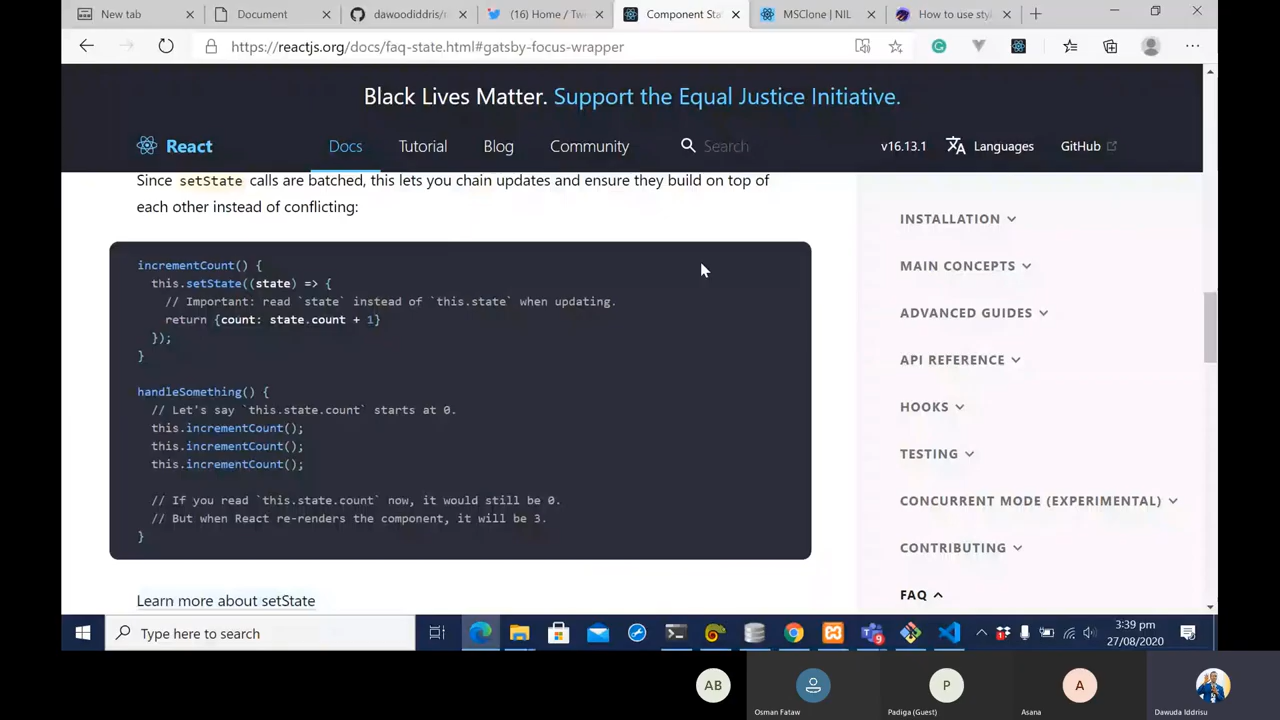 New tab
Document
dawoodiddris/r
(16) Home / Tw
Component Sta
MSClone | NIL
How to use styl
https://reactjs.org/docs/faq-state.html#gatsby-focus-wrapper
Black Lives Matter. Support the Equal Justice Initiative.
React
Docs
Tutorial
Blog
Community
Search
v16.13.1
Languages
GitHub
Since setState calls are batched, this lets you chain updates and ensure they build on top of
each other instead of conflicting:
incrementCount() {
this.setState((state) => {
// Important: read `state` instead of `this.state` when updating.
return {count: state.count + 1}
});
}
handleSomething() {
// Let's say `this.state.count` starts at 0.
this.incrementCount();
this.incrementCount();
this.incrementCount();
// If you read `this.state.count` now, it would still be 0.
// But when React re-renders the component, it will be 3.
}
Learn more about setState
INSTALLATION
MAIN CONCEPTS
ADVANCED GUIDES
API REFERENCE
HOOKS
TESTING
CONCURRENT MODE (EXPERIMENTAL)
CONTRIBUTING
FAQ
Type here to search
3:39 pm
27/08/2020
AB
Osman Fataw
P
Padiga (Guest)
A
Asana
Dawuda Iddrisu